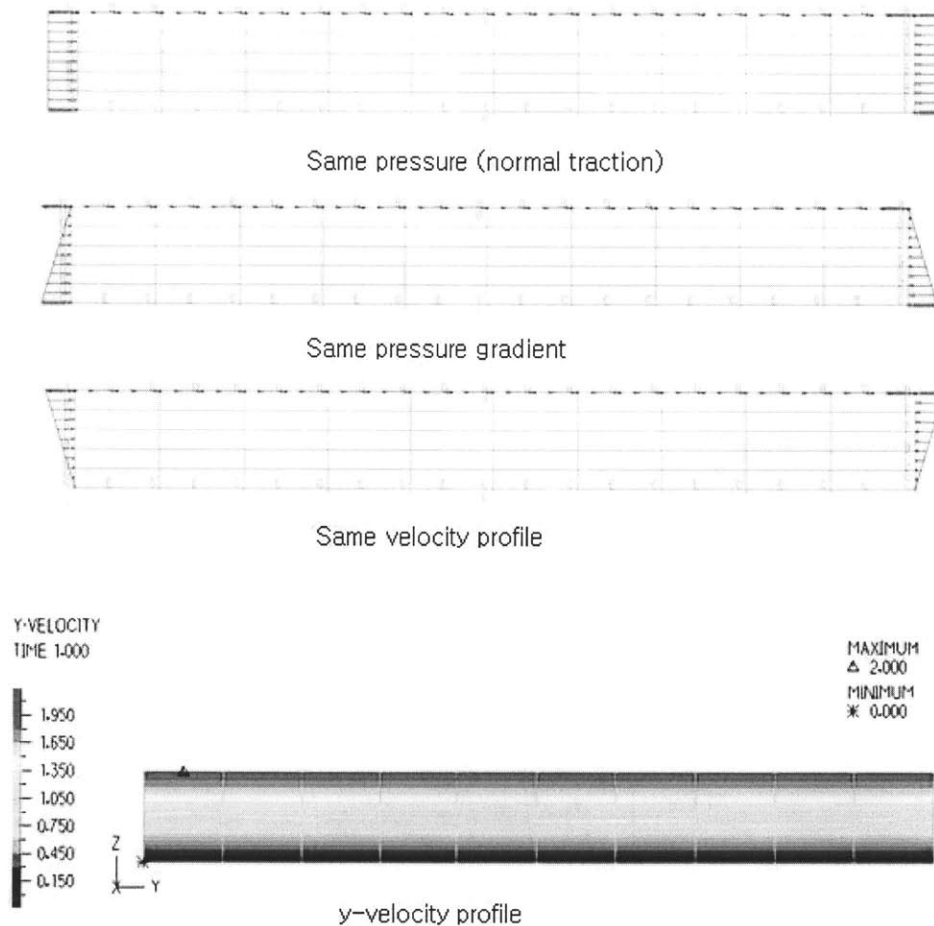 Same pressure (normal traction)
Same pressure gradient
Same velocity profile
Y-VELOCITY
TIME 1.000
MAXIMUM
△ 2.000
MINIMUM
✳ 0.000
1.950
1.650
1.350
1.050
0.750
0.450
0.150
Z
X Y
y-velocity profile